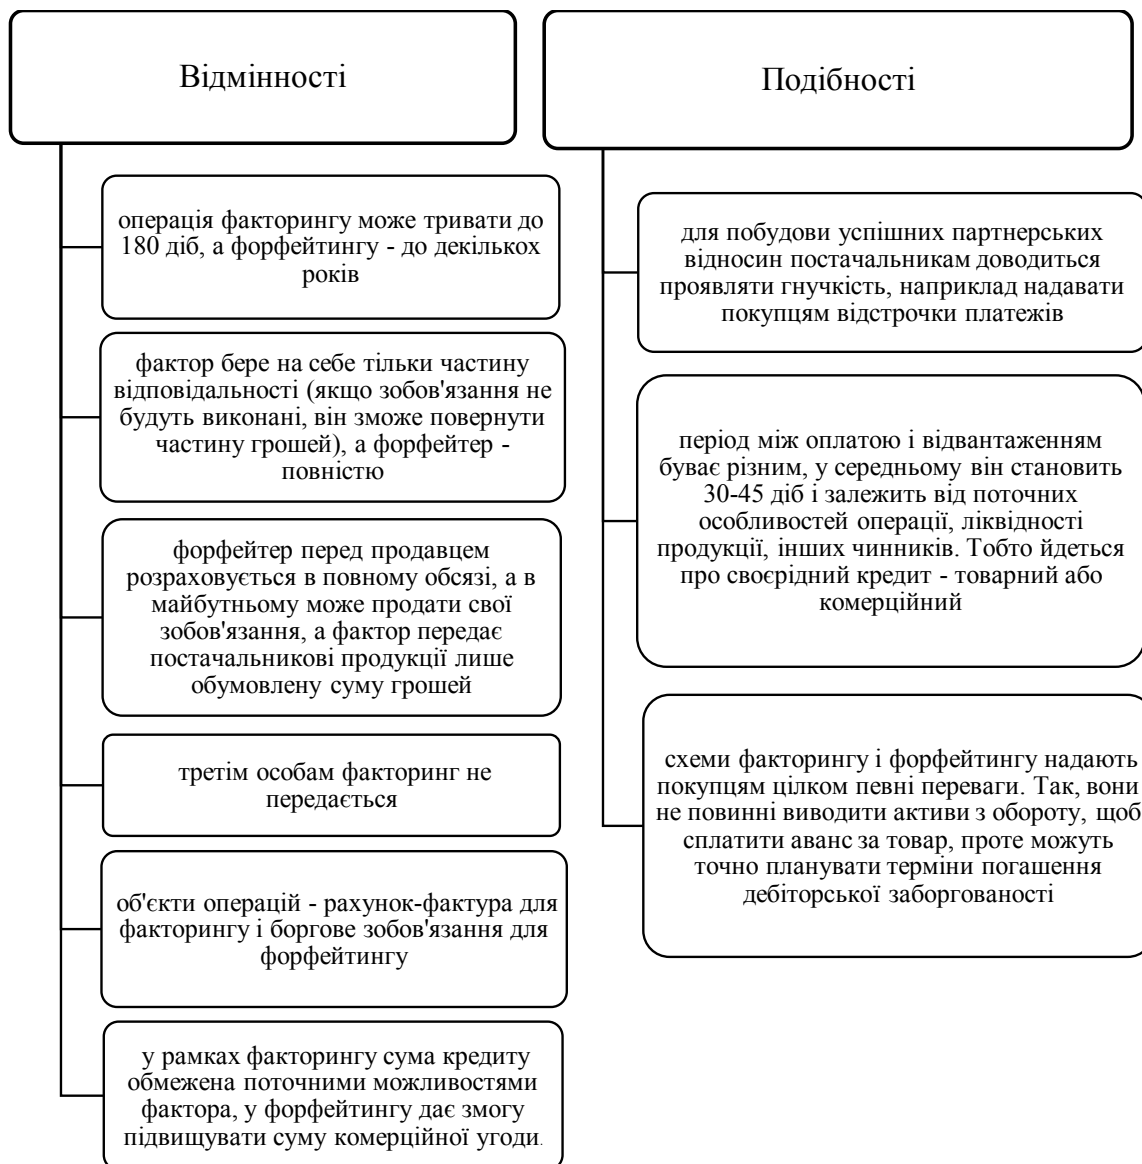 Відмінності
операція факторингу може тривати до
180 діб, а форфейтингу - до декількох
років
фактор бере на себе тільки частину
відповідальності (якщо зобов'язання не
будуть виконані, він зможе повернути
частину грошей), а форфейтер -
повністю
форфейтер перед продавцем
розраховується в повному обсязі, а в
майбутньому може продати свої
зобов'язання, а фактор передає
постачальникові продукції лише
обумовлену суму грошей
третім особам факторинг не
передається
об'єкти операцій - рахунок-фактура для
факторингу і боргове зобов'язання для
форфейтингу
у рамках факторингу сума кредиту
обмежена поточними можливостями
фактора, у форфейтингу дає змогу
підвищувати суму комерційної угоди.
Подібності
для побудови успішних партнерських
відносин постачальникам доводиться
проявляти гнучкість, наприклад надавати
покупцям відстрочки платежів
період між оплатою і відвантаженням
буває різним, у середньому він становить
30-45 діб і залежить від поточних
особливостей операції, ліквідності
продукції, інших чинників. Тобто йдеться
про своєрідний кредит - товарний або
комерційний
схеми факторингу і форфейтингу надають
покупцям цілком певні переваги. Так, вони
не повинні виводити активи з обороту, щоб
сплатити аванс за товар, проте можуть
точно планувати терміни погашення
дебіторської заборгованості